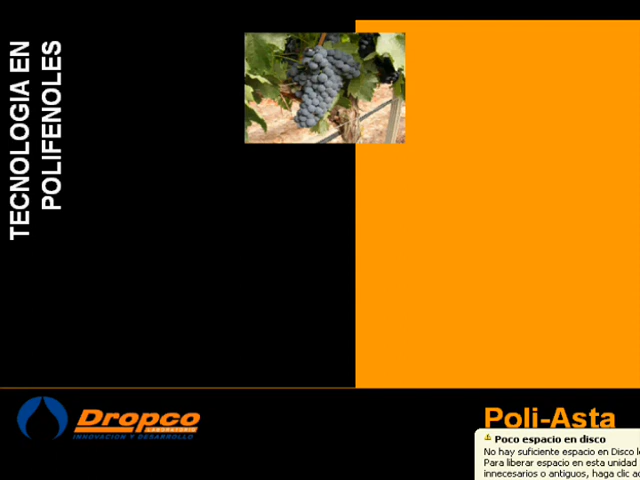 TECNOLOGIA EN
POLIFENOLES
Dropco
LABORATORIO
INNOVACION Y DESARROLLO
Poli-Asta
Poco espacio en disco
No hay suficiente espacio en Disco
Para liberar espacio en esta unidad
innecesarios o antiguos, haga clic